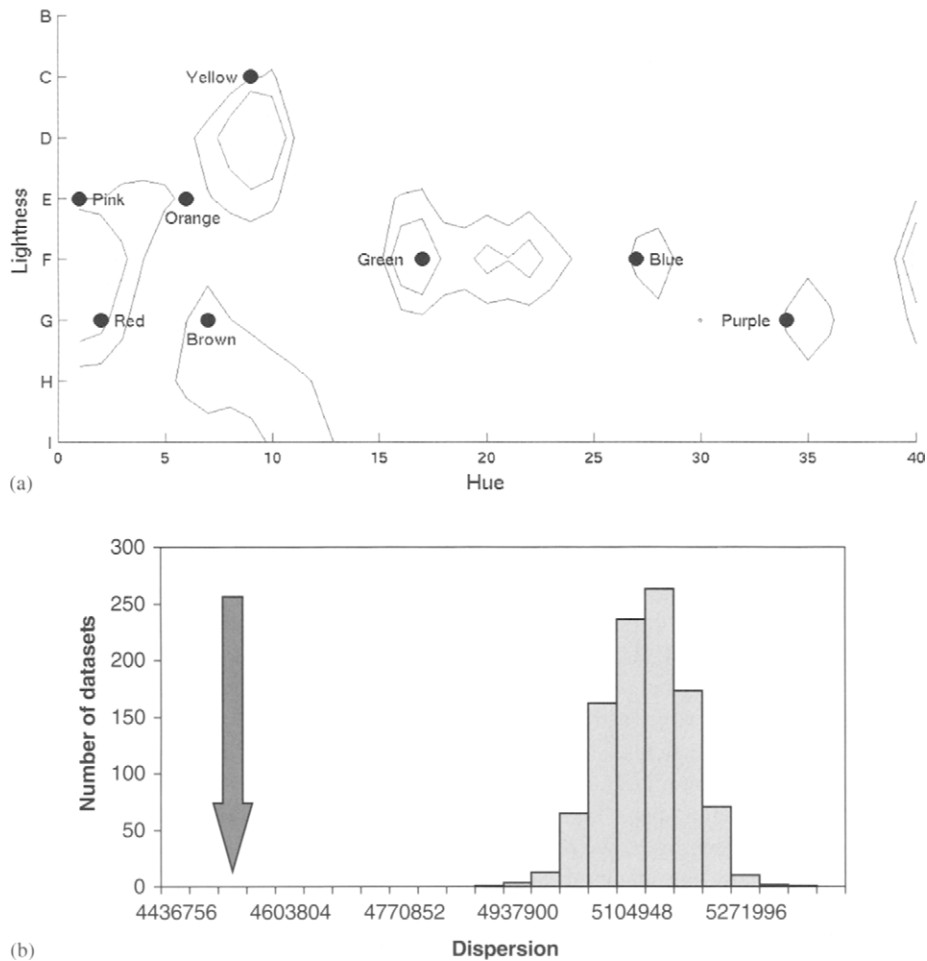 B
C
D
E
F
G
H
I
Lightness
Yellow
Pink
Orange
Green
Blue
Red
Brown
Purple
0 5 10 15 20 25 30 35 40
Hue
(a)
300
250
200
150
100
50
0
Number of datasets
4436756 4603804 4770852 4937900 5104948 5271996
Dispersion
(b)